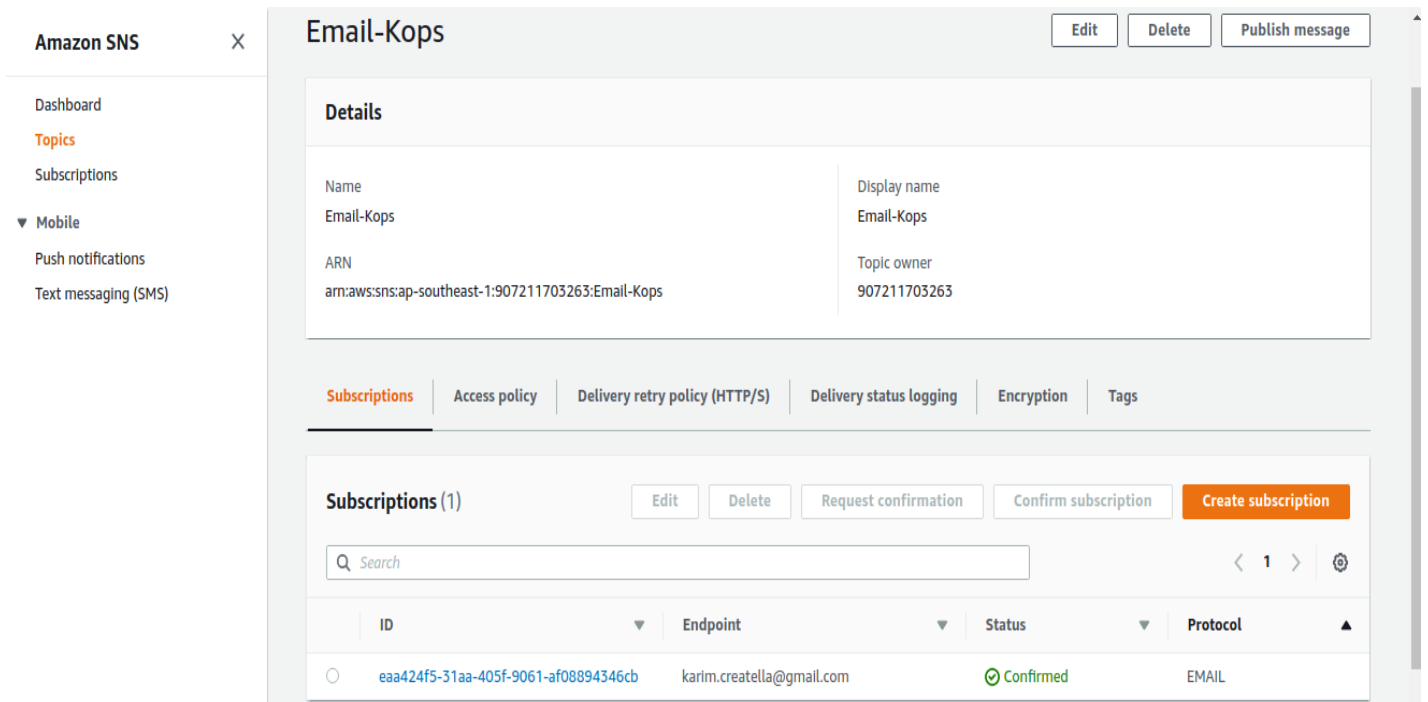 Amazon SNS
Dashboard
Topics
Subscriptions
Mobile
Push notifications
Text messaging (SMS)
Email-Kops
Edit Delete Publish message
Details
Name
Email-Kops
Display name
Email-Kops
ARN
arn:aws:sns:ap-southeast-1:907211703263:Email-Kops
Topic owner
907211703263
Subscriptions Access policy Delivery retry policy (HTTP/S) Delivery status logging Encryption Tags
Subscriptions (1) Edit Delete Request confirmation Confirm subscription Create subscription
Search 1
ID Endpoint Status Protocol
eaa424f5-31aa-405f-9061-af08894346cb karim.creatella@gmail.com Confirmed EMAIL